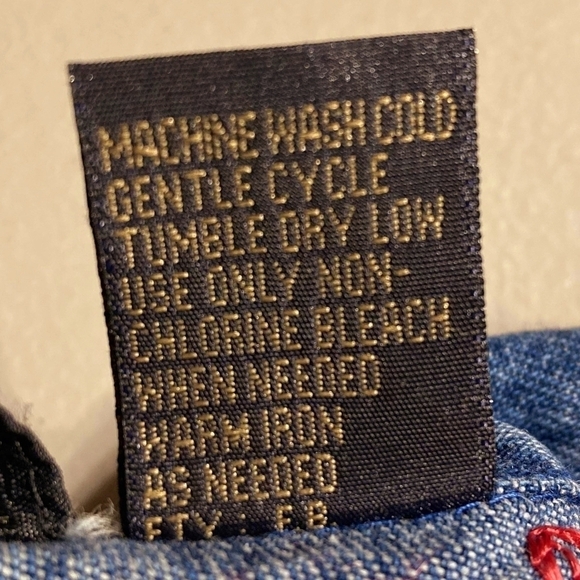 MACHINE WASH COLD
GENTLE CYCLE
TUMBLE DRY LOW
USE ONLY NON-
CHLORINE BLEACH
WHEN NEEDED
WARM IRON
AS NEEDED